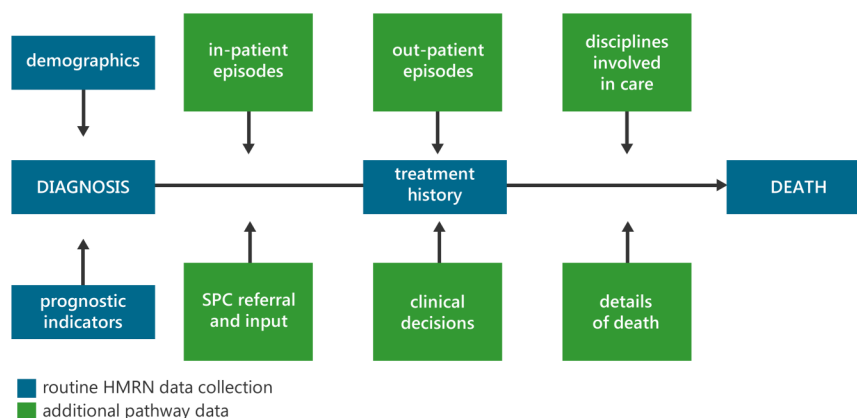 demographics
in-patient
episodes
out-patient
episodes
disciplines
involved
in care
DIAGNOSIS
treatment
history
DEATH
prognostic
indicators
SPC referral
and input
clinical
decisions
details
of death
routine HMRN data collection
additional pathway data